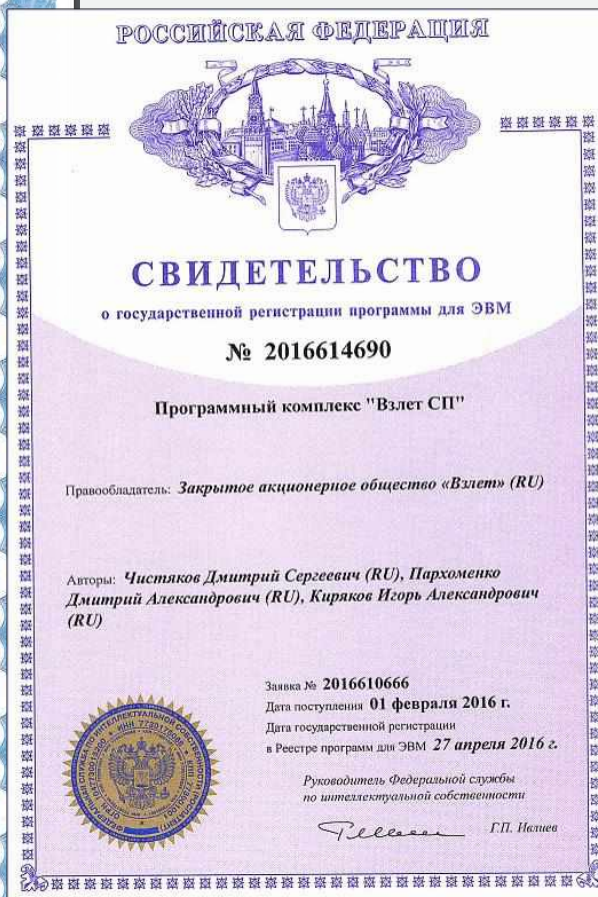 РОССИЙСКАЯ ФЕДЕРАЦИЯ
СВИДЕТЕЛЬСТВО
о государственной регистрации программы для ЭВМ
№ 2016614690
Программный комплекс "Взлет СП"
Правообладатель: Закрытое акционерное общество «Взлет» (RU)
Авторы: Чистяков Дмитрий Сергеевич (RU), Пархоменко
Дмитрий Александрович (RU), Киряков Игорь Александрович
(RU)
Заявка № 2016610666
Дата поступления 01 февраля 2016 г.
Дата государственной регистрации
в Реестре программ для ЭВМ 27 апреля 2016 г.
Руководитель Федеральной службы
по интеллектуальной собственности
Г.П. Ивлиев